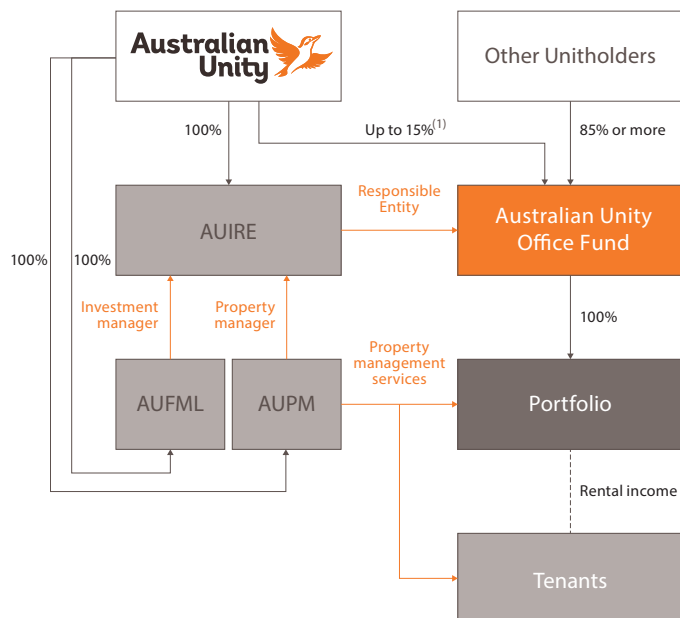 Australian
Unity
Other Unitholders
100%
Up to 15%(1)
85% or more
AUIRE
Responsible
Entity
Australian Unity
Office Fund
100%
100%
Investment
manager
Property
manager
100%
Property
management
services
AUFML
AUPM
Portfolio
Rental income
Tenants